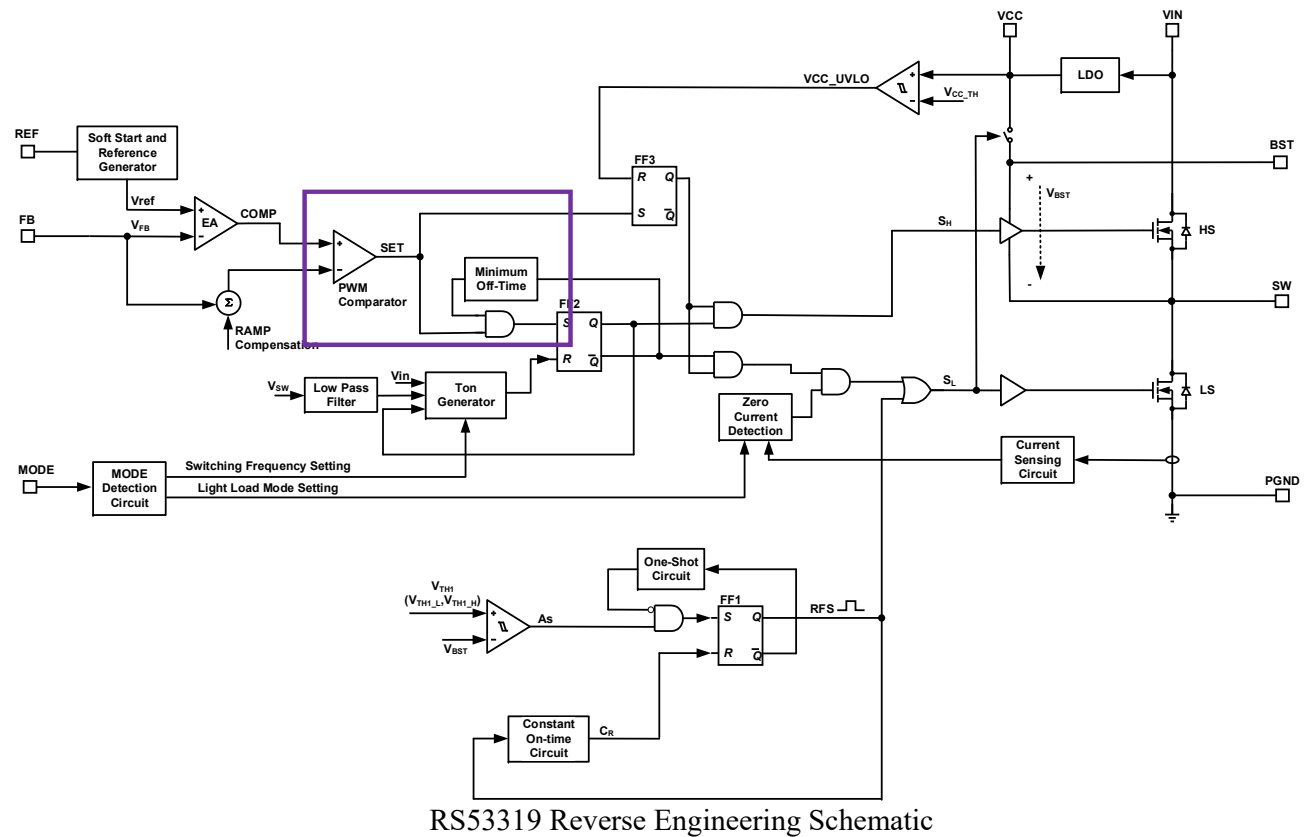 VCC
VIN
VCC_UVLO
+
-
V_CC_TH
LDO
REF
Soft Start and
Reference
Generator
Vref
FB
V_FB
+
EA
-
COMP
Σ
RAMP
Compensation
+
-
SET
PWM
Comparator
Minimum
Off-Time
FF3
R
Q
S
Q̅
FF2
S
Q
R
Q̅
V_SW
Low Pass
Filter
Vin
Ton
Generator
BST
+
V_BST
-
S_H
HS
SW
S_L
LS
Zero
Current
Detection
Current
Sensing
Circuit
PGND
MODE
MODE
Detection
Circuit
Switching Frequency Setting
Light Load Mode Setting
One-Shot
Circuit
V_TH1
(V_TH1_L,V_TH1_H)
+
-
V_BST
As
FF1
S
Q
R
Q̅
RFS
Constant
On-time
Circuit
C_R
RS53319 Reverse Engineering Schematic